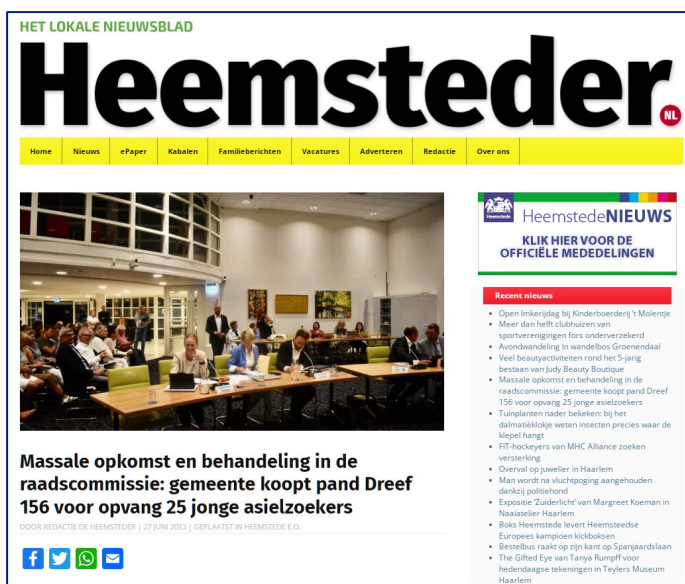 HET LOKALE NIEUWSBLAD
Heemsteder
NL
Home Nieuws ePaper Kabalen Familieberichten Vacatures Adverteren Redactie Over ons
Heemstede
HeemstedeNIEUWS
KLIK HIER VOOR DE
OFFICIËLE MEDEDELINGEN
Massale opkomst en behandeling in de
raadscommissie: gemeente koopt pand Dreef
156 voor opvang 25 jonge asielzoekers
DOOR REDACTIE DE HEEMSTEDER | 27 JUNI 2023 | GEPLAATST IN HEEMSTEDE E.O.
Recent nieuws
Open Imkerijdag bij Kinderboerderij 't Molentje
Meer dan helft clubhuizen van
sportverenigingen fors onderverzekerd
Avondwandeling in wandelbos Groenendaal
Veel beautyactiviteiten rond het 5-jarig
bestaan van Judy Beauty Boutique
Massale opkomst en behandeling in de
raadscommissie: gemeente koopt pand Dreef
156 voor opvang 25 jonge asielzoekers
Tuinplanten nader bekeken: bij het
dalmatiëklokje weten insecten precies waar de
klepel hangt
FIT-hockeyers van MHC Alliance zoeken
versterking
Overval op juwelier in Haarlem
Man wordt na vluchtpoging aangehouden
dankzij politiehond
Expositie 'Zuiderlicht' van Margreet Koeman in
Naaiatelier Haarlem
Boks Heemstede levert Heemsteedse
Europees kampioen kickboksen
Bestelbus raakt op zijn kant op Spanjaardslaan
The Gifted Eye van Tanya Rumpff voor
hedendaagse tekeningen in Teylers Museum
Haarlem